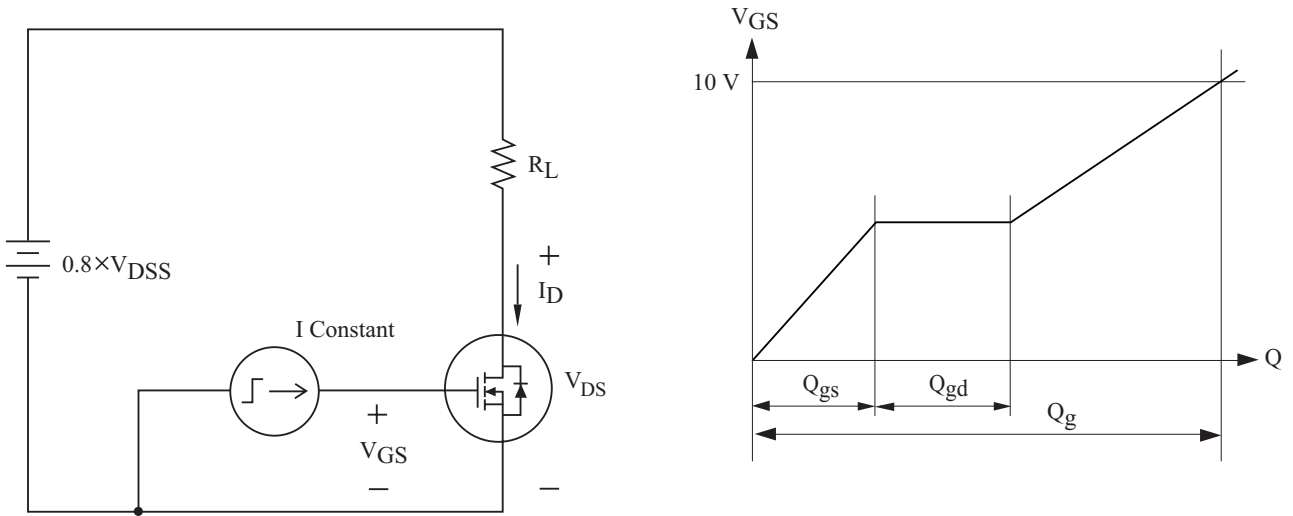 R_L
0.8×V_DSS
+
I_D
I Constant
V_DS
+
V_GS
−
−
V_GS
10 V
Q
Q_gs
Q_gd
Q_g